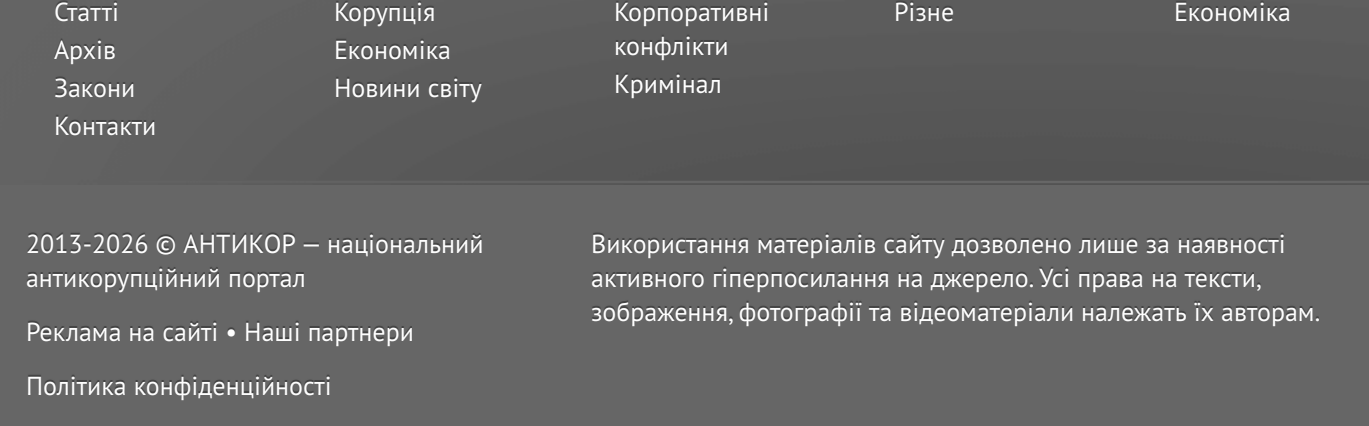 Статті
Архів
Закони
Контакти
Корупція
Економіка
Новини світу
Корпоративні
конфлікти
Кримінал
Різне
Економіка
2013-2026 © АНТИКОР — національний
антикорупційний портал
Реклама на сайті • Наші партнери
Політика конфіденційності
Використання матеріалів сайту дозволено лише за наявності
активного гіперпосилання на джерело. Усі права на тексти,
зображення, фотографії та відеоматеріали належать їх авторам.